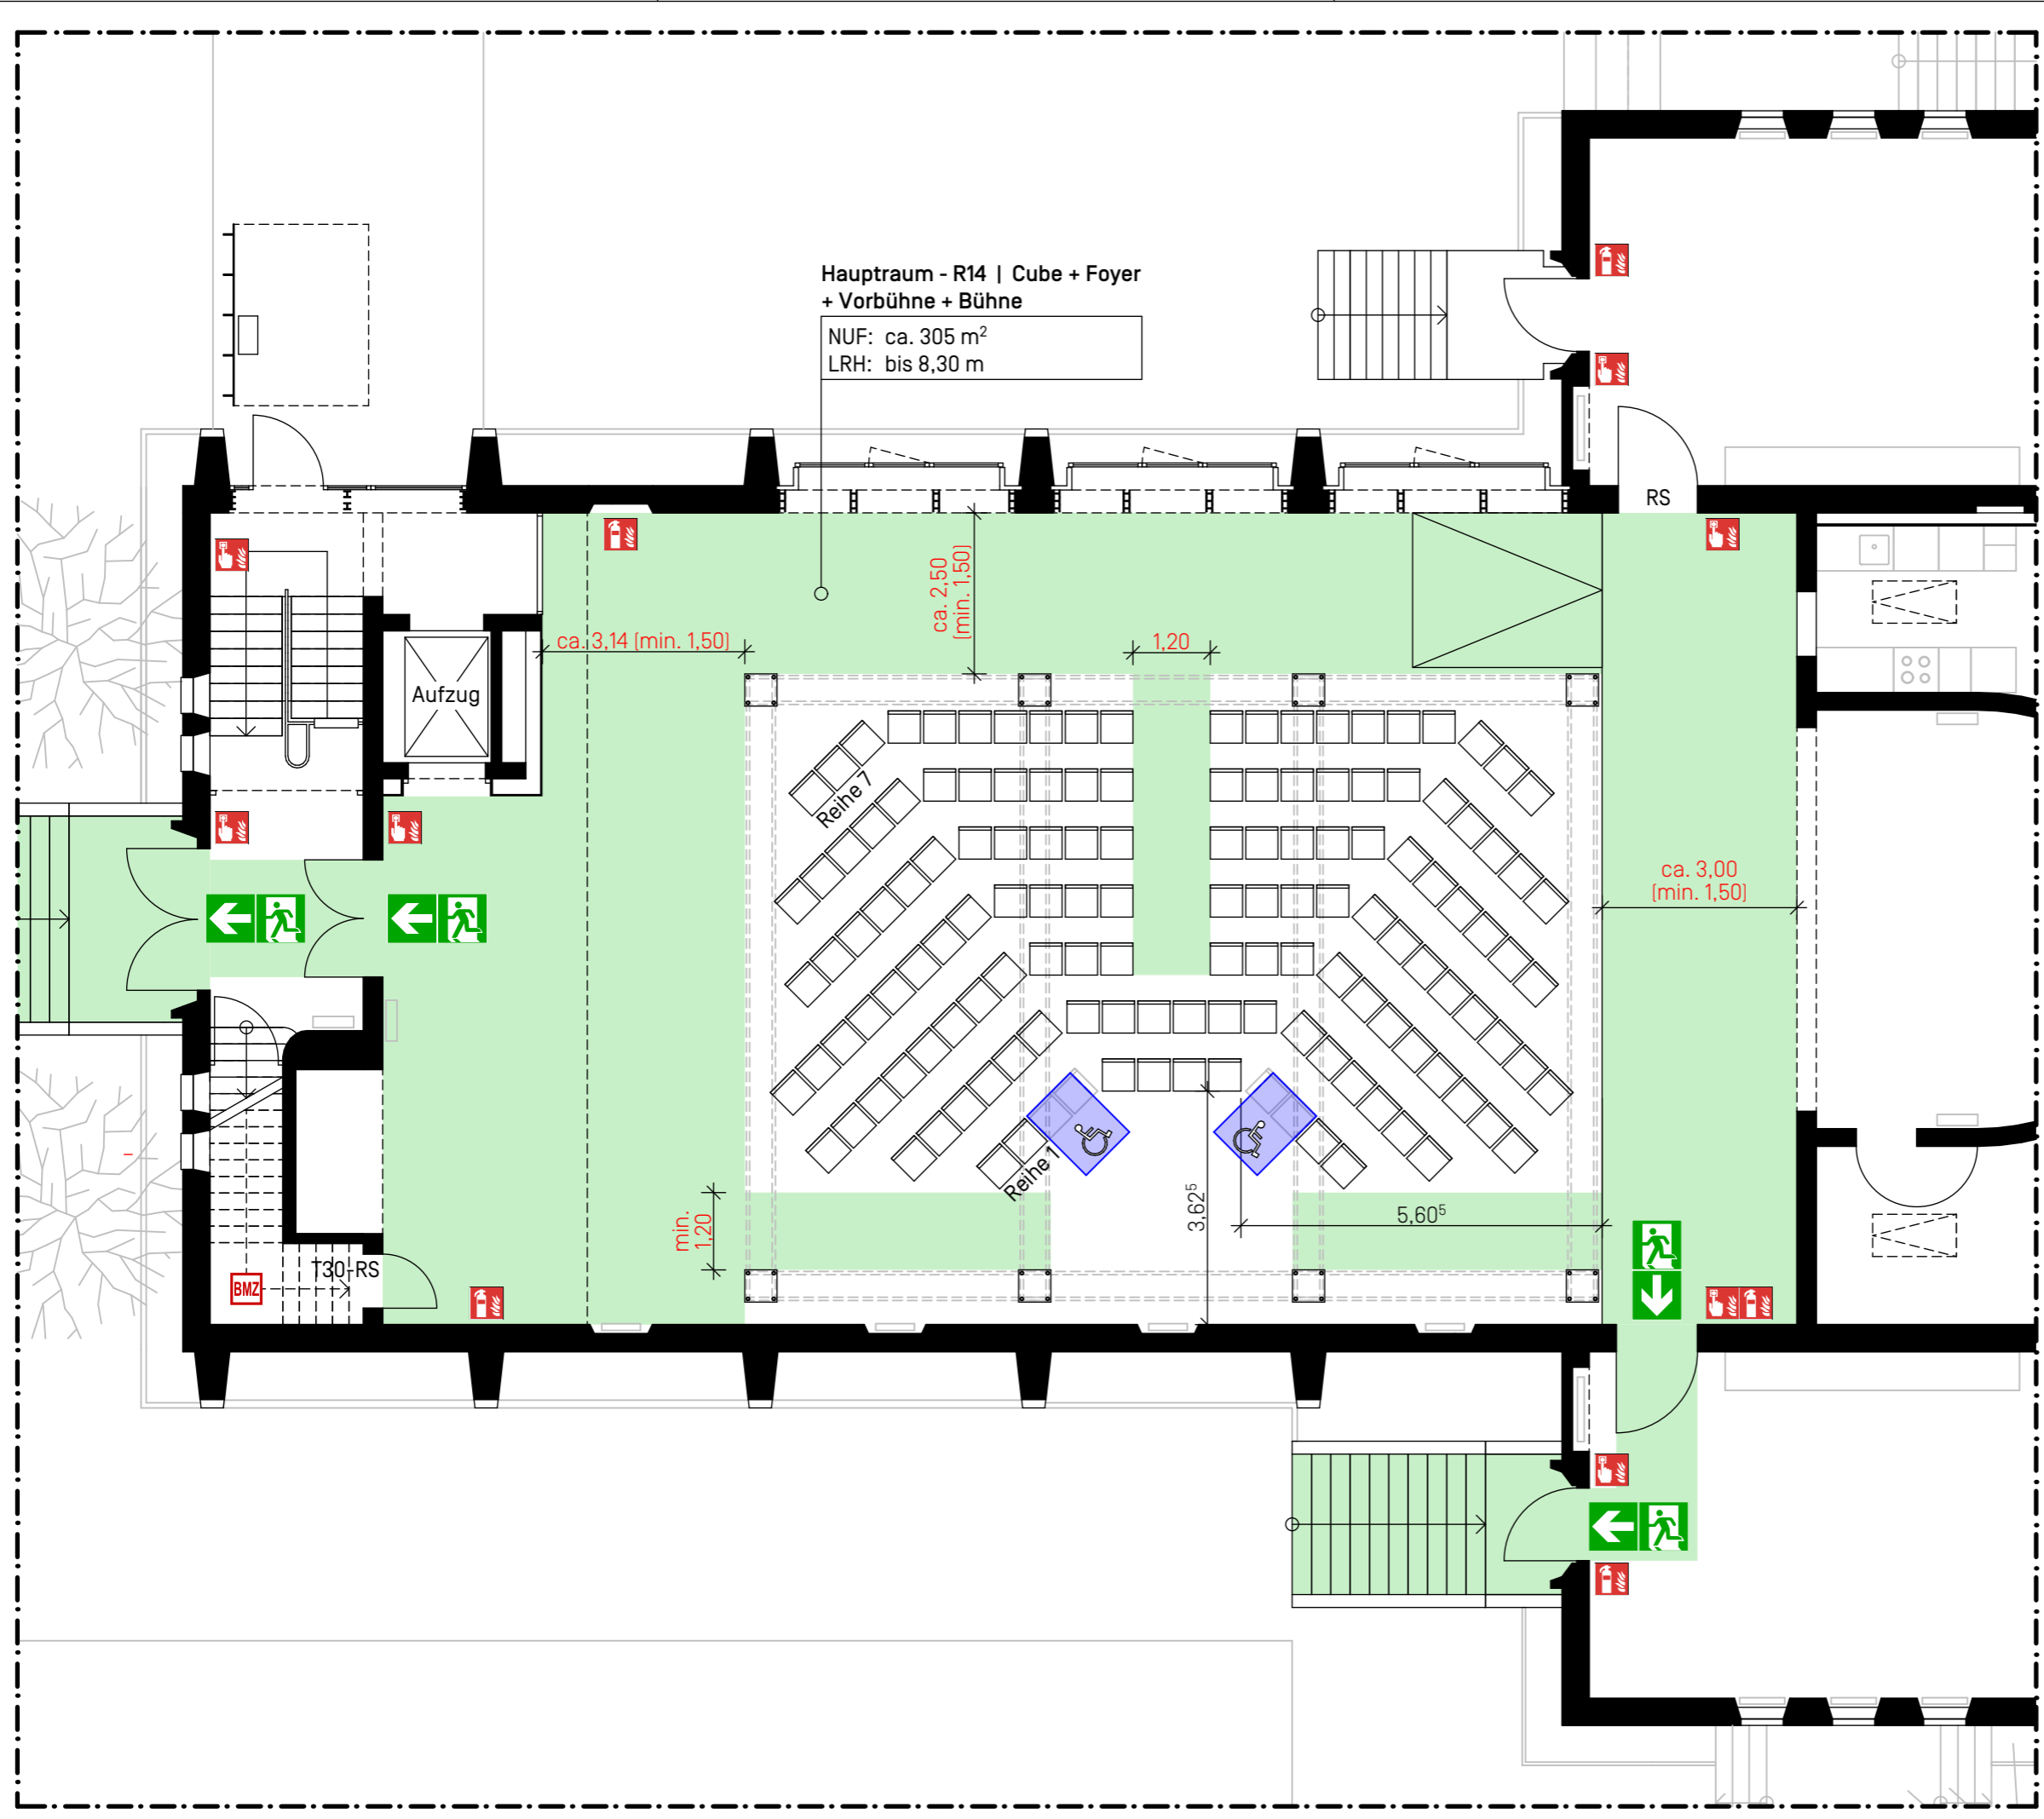 Hauptraum - R14 | Cube + Foyer
+ Vorbühne + Bühne
NUF: ca. 305 m²
LRH: bis 8,30 m
RS
ca. 2,50
(min. 1,50)
ca. 3,14 (min. 1,50)
1,20
Aufzug
Reihe 7
ca. 3,00
(min. 1,50)
Reihe 1
3,62⁵
5,60⁵
min.
1,20
T30-RS
BMZ